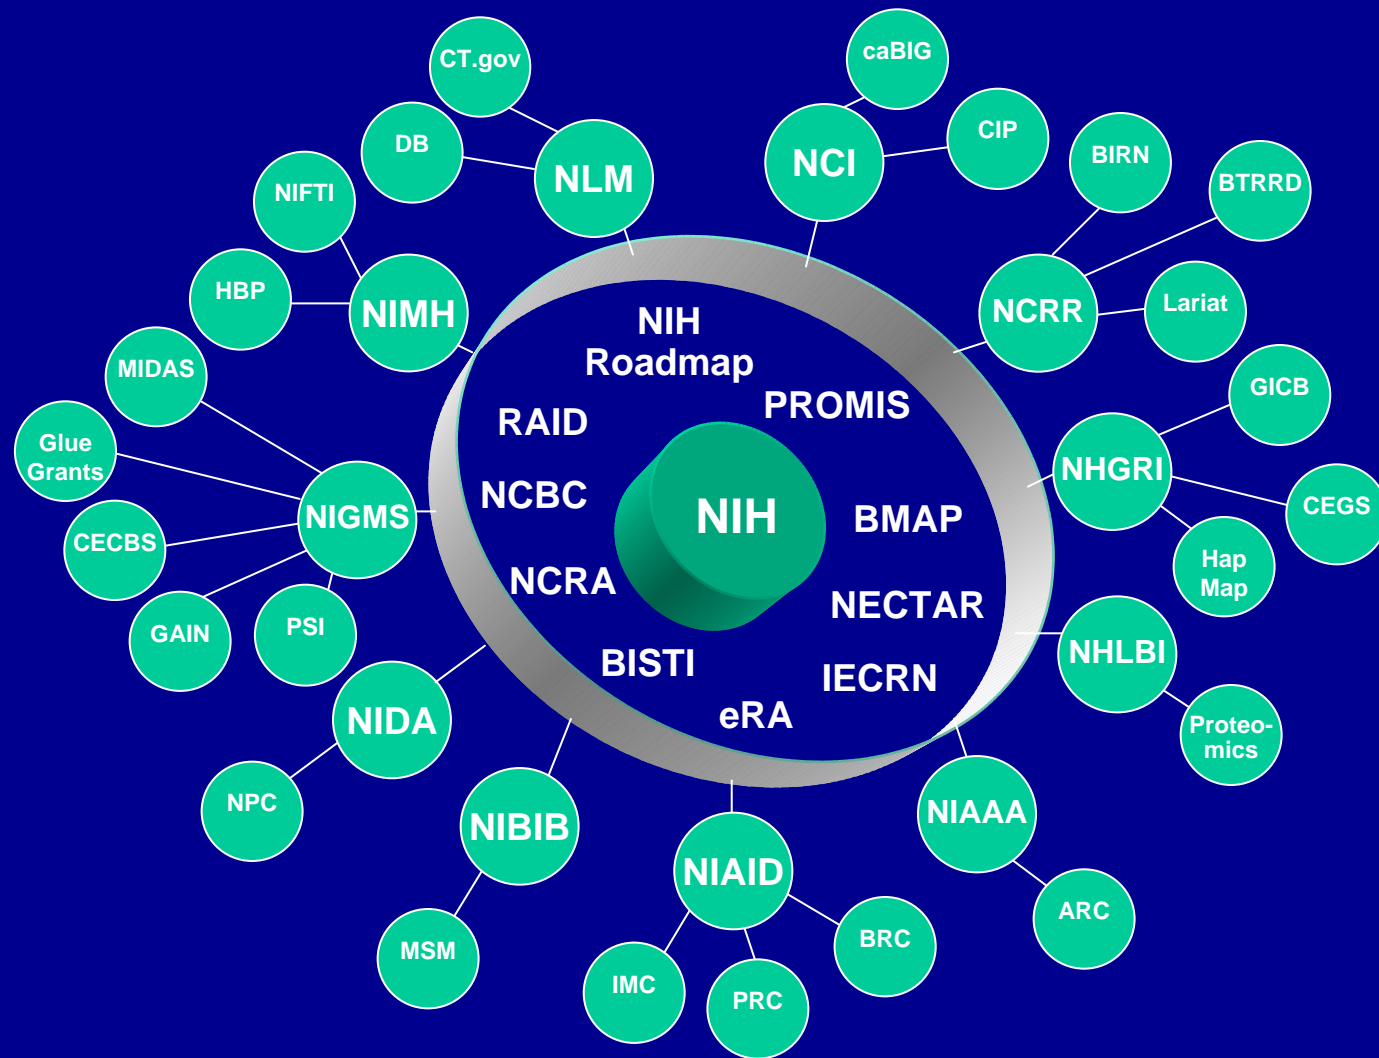 CT.gov
caBIG
DB
CIP
NLM
NCI
BIRN
BTRRD
NIFTI
HBP
NIMH
NCRR
Lariat
NIH
Roadmap
MIDAS
PROMIS
GICB
RAID
Glue
Grants
NHGRI
CEGS
NCBC
NIH
BMAP
NIGMS
CECBS
Hap
Map
NCRA
NECTAR
GAIN
PSI
BISTI
IECRN
NHLBI
eRA
NIDA
Proteo-
mics
NPC
NIBIB
NIAID
NIAAA
ARC
MSM
BRC
IMC
PRC